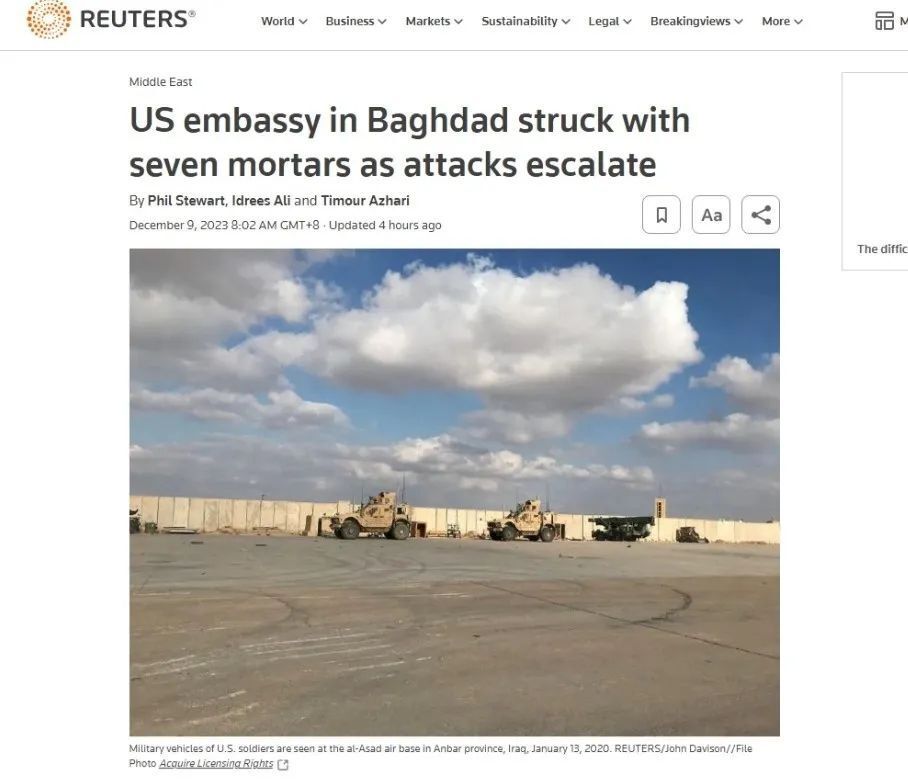 REUTERS®
World Business Markets Sustainability Legal Breakingviews More M
Middle East
US embassy in Baghdad struck with
seven mortars as attacks escalate
By Phil Stewart, Idrees Ali and Timour Azhari
December 9, 2023 8:02 AM GMT+8 · Updated 4 hours ago
Aa
The diffic
Military vehicles of U.S. soldiers are seen at the al-Asad air base in Anbar province, Iraq, January 13, 2020. REUTERS/John Davison//File
Photo Acquire Licensing Rights